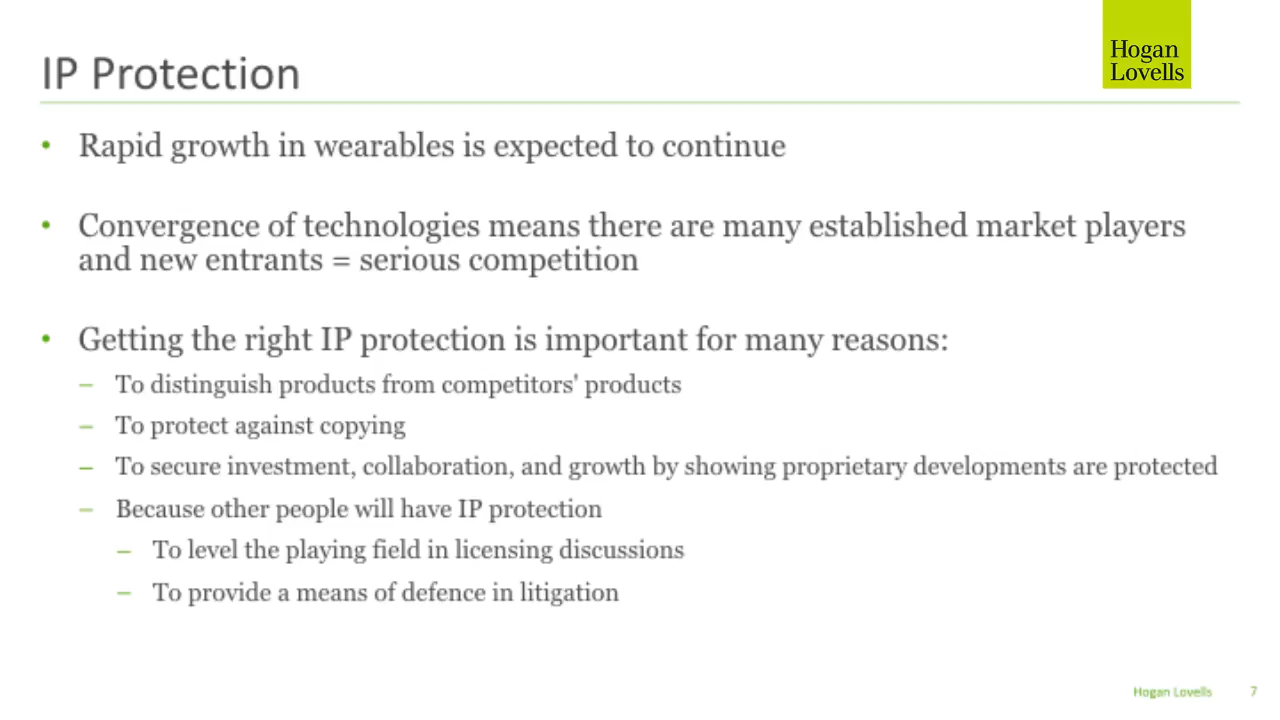 IP Protection
Hogan
Lovells
• Rapid growth in wearables is expected to continue
• Convergence of technologies means there are many established market players
and new entrants = serious competition
• Getting the right IP protection is important for many reasons:
– To distinguish products from competitors' products
– To protect against copying
– To secure investment, collaboration, and growth by showing proprietary developments are protected
– Because other people will have IP protection
– To level the playing field in licensing discussions
– To provide a means of defence in litigation
Hogan Lovells 7